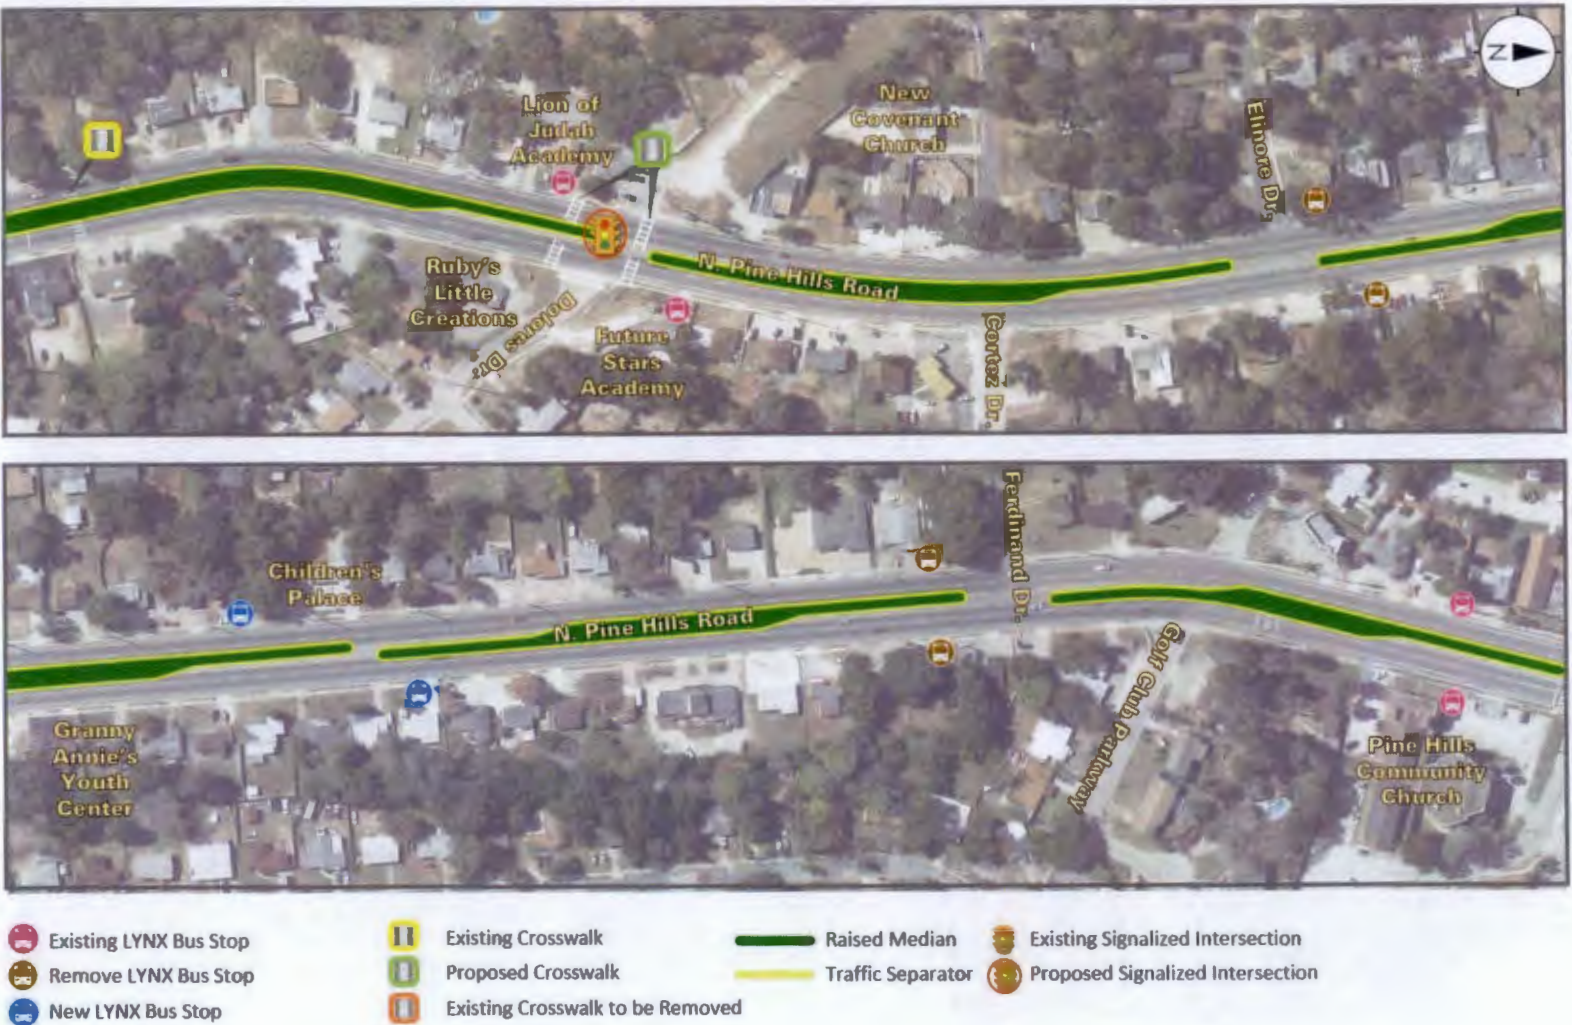 N
Lion of
Judah
Academy
New
Covenant
Church
Elinore Dr.
N. Pine Hills Road
Ruby's
Little
Creations
Dolores Dr.
Future
Stars
Academy
Cortez Dr.
Ferdinand Dr.
Children's
Palace
N. Pine Hills Road
Golf Club Parkway
Granny
Annie's
Youth
Center
Pine Hills
Community
Church
Existing LYNX Bus Stop
Remove LYNX Bus Stop
New LYNX Bus Stop
Existing Crosswalk
Proposed Crosswalk
Existing Crosswalk to be Removed
Raised Median
Traffic Separator
Existing Signalized Intersection
Proposed Signalized Intersection